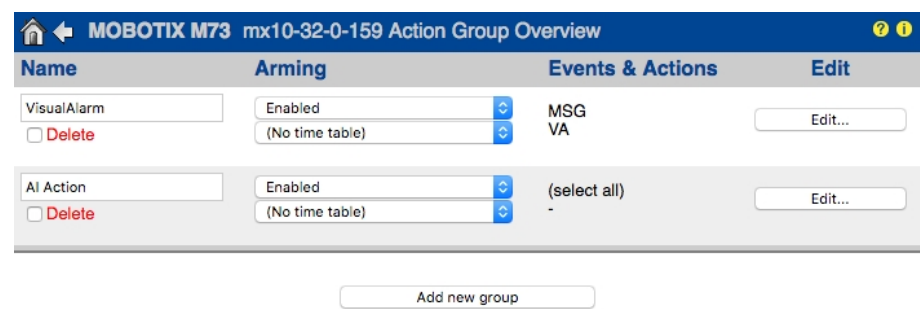 MOBOTIX M73 mx10-32-0-159 Action Group Overview ? i
Name Arming Events & Actions Edit
VisualAlarm Enabled MSG Edit...
Delete (No time table) VA
AI Action Enabled (select all) Edit...
Delete (No time table) -
Add new group